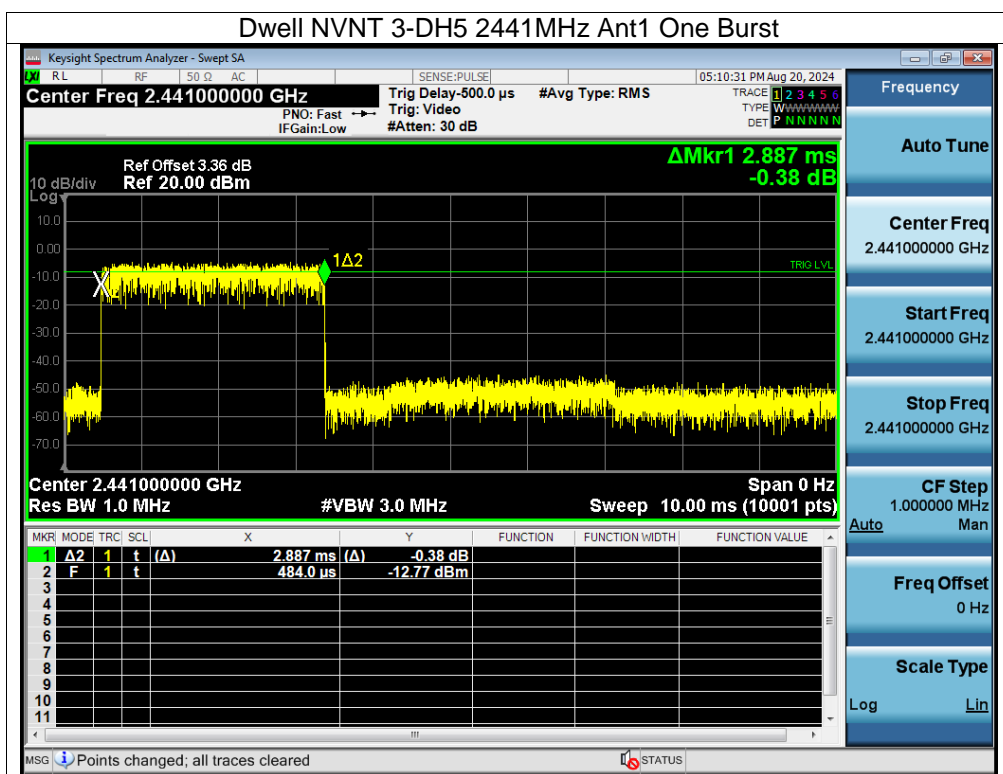 Dwell NVNT 3-DH5 2441MHz Ant1 One Burst
Keysight Spectrum Analyzer - Swept SA
LXI RL RF 50 Ω AC SENSE:PULSE 05:10:31 PM Aug 20, 2024
Center Freq 2.441000000 GHz
PNO: Fast
IFGain:Low
Trig Delay-500.0 µs
Trig: Video
#Atten: 30 dB
#Avg Type: RMS
TRACE 1 2 3 4 5 6
TYPE WWWWWWW
DET P N N N N N
Ref Offset 3.36 dB
Ref 20.00 dBm
10 dB/div
Log
ΔMkr1 2.887 ms
-0.38 dB
10.0
0.00
-10.0
-20.0
-30.0
-40.0
-50.0
-60.0
-70.0
1Δ2
TRIG LVL
X2
Center 2.441000000 GHz Span 0 Hz
Res BW 1.0 MHz #VBW 3.0 MHz Sweep 10.00 ms (10001 pts)
MKR MODE TRC SCL X Y FUNCTION FUNCTION WIDTH FUNCTION VALUE
1 Δ2 1 t (Δ) 2.887 ms (Δ) -0.38 dB
2 F 1 t 484.0 µs -12.77 dBm
3
4
5
6
7
8
9
10
11
MSG Points changed; all traces cleared STATUS
Frequency
Auto Tune
Center Freq
2.441000000 GHz
Start Freq
2.441000000 GHz
Stop Freq
2.441000000 GHz
CF Step
1.000000 MHz
Auto Man
Freq Offset
0 Hz
Scale Type
Log Lin